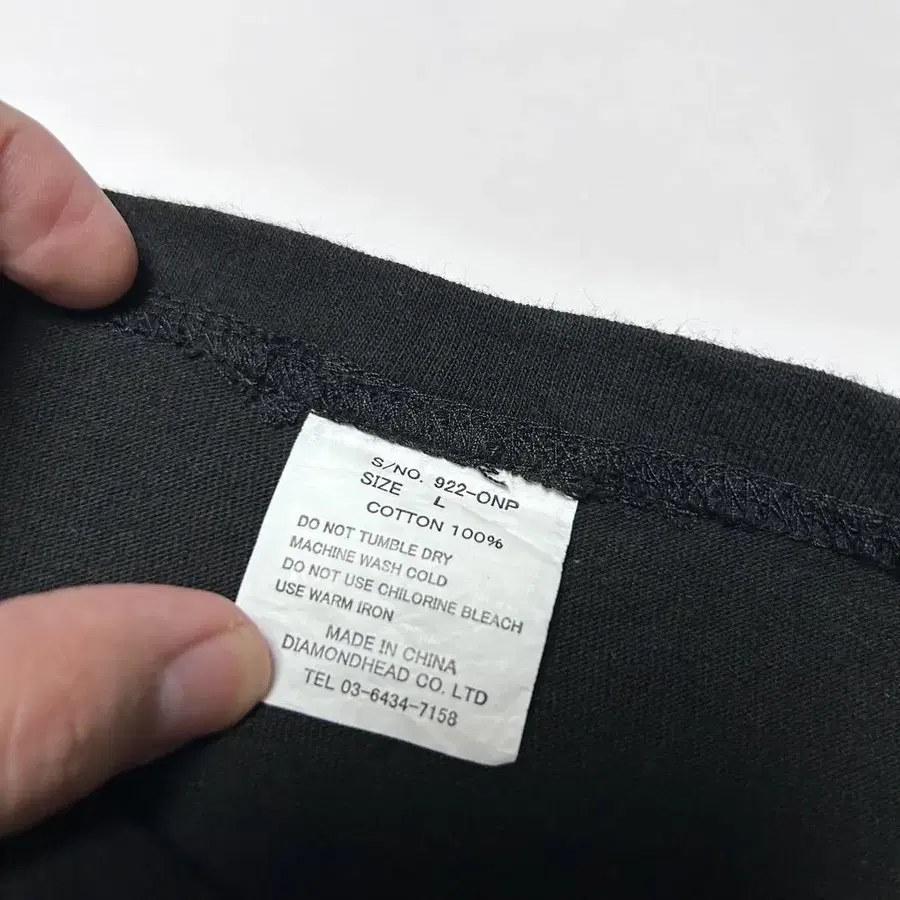 S/NO. 922-ONP
SIZE L
COTTON 100%
DO NOT TUMBLE DRY
MACHINE WASH COLD
DO NOT USE CHILORINE BLEACH
USE WARM IRON
MADE IN CHINA
DIAMONDHEAD CO. LTD
TEL 03-6434-7158